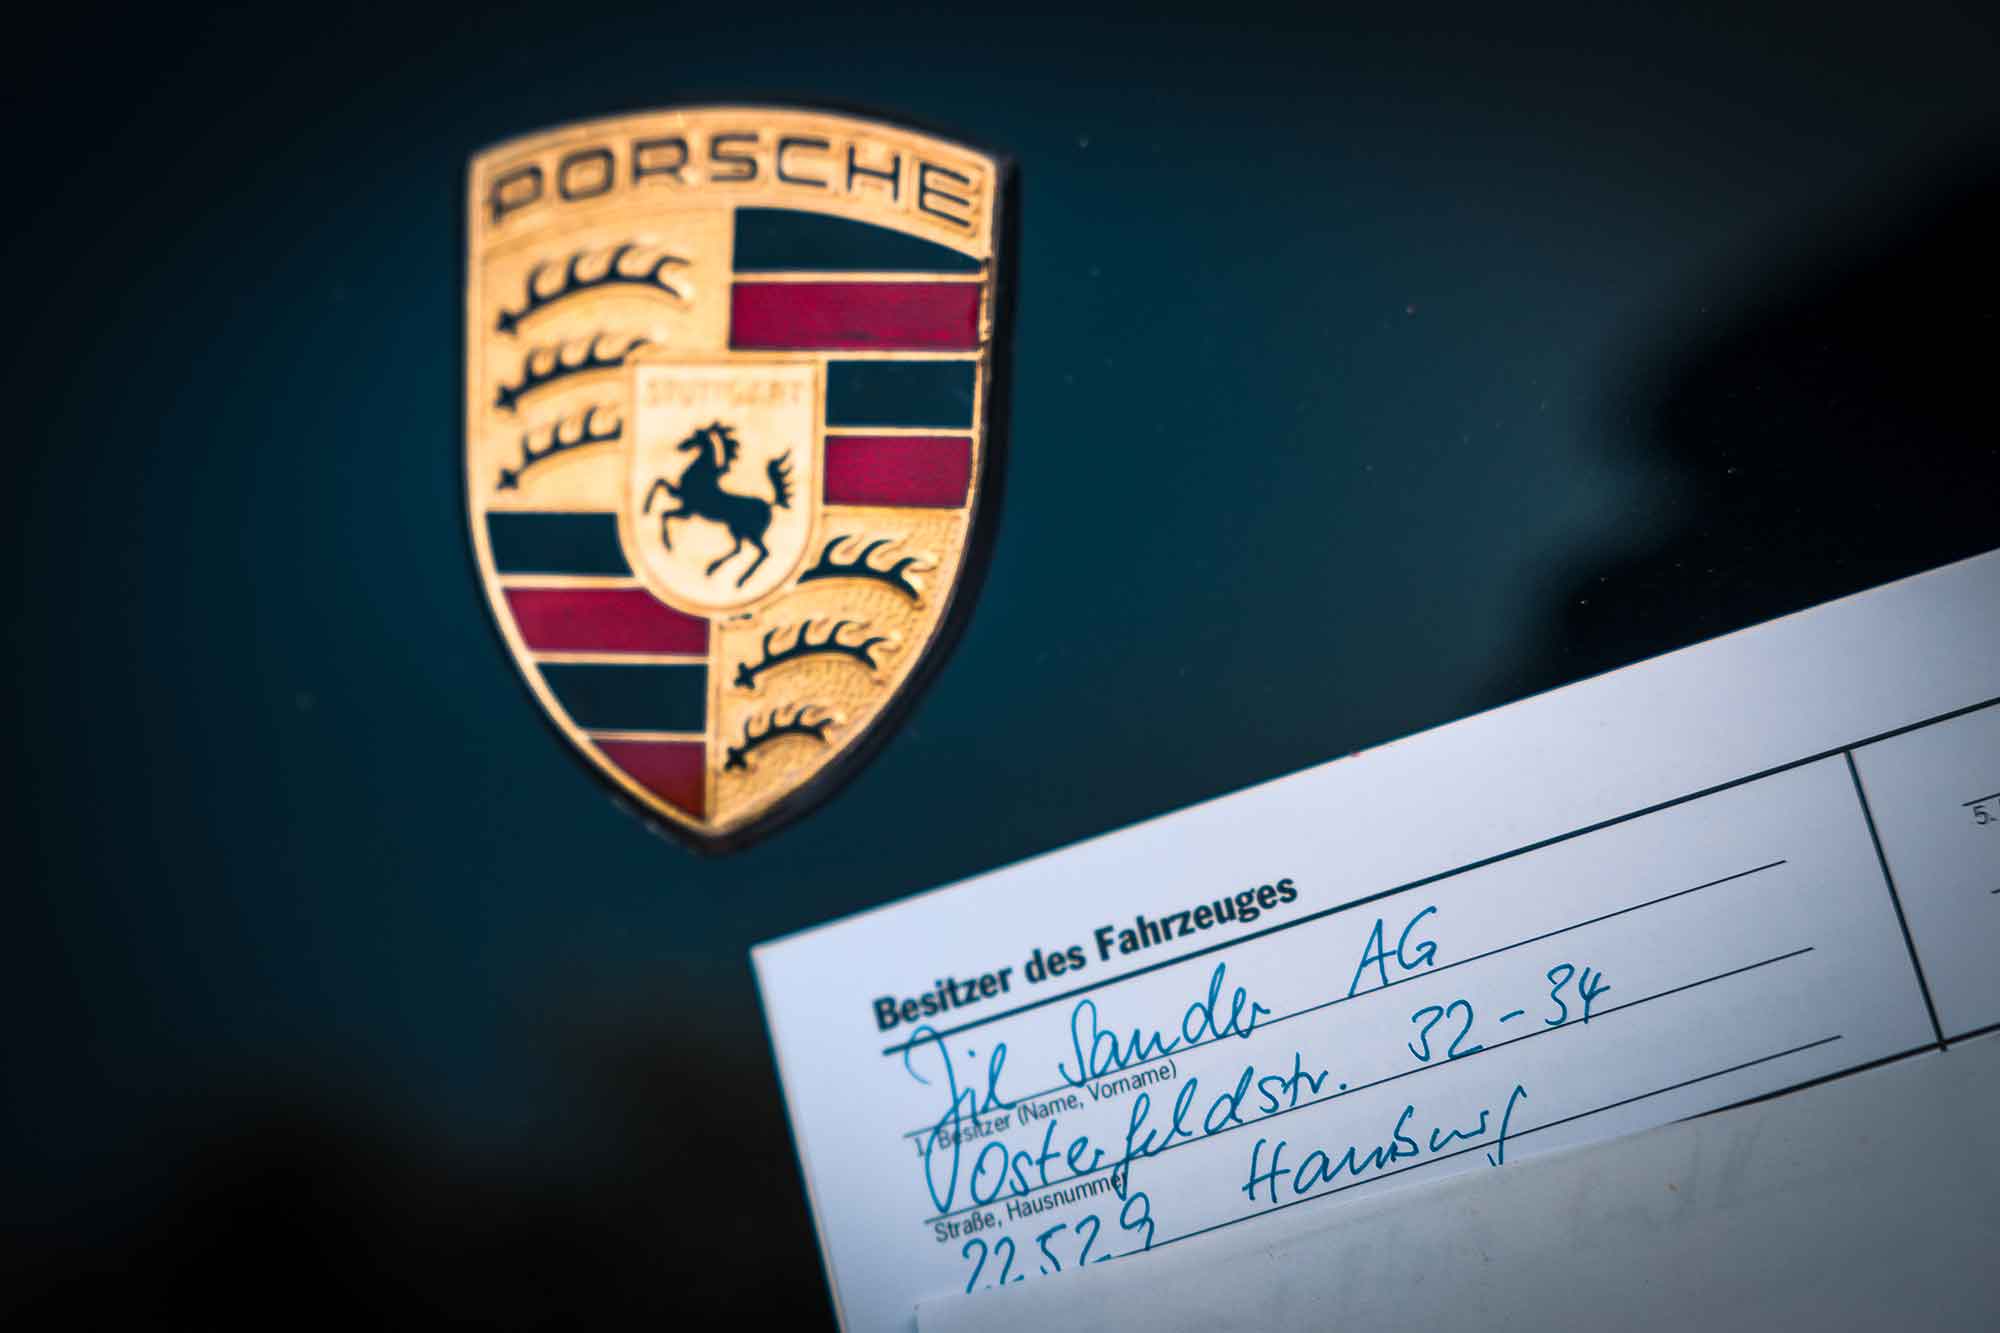 PORSCHE
STUTTGART
Besitzer des Fahrzeuges
Jil Sander AG
1. Besitzer (Name, Vorname)
Osterfeldstr. 32-34
Straße, Hausnummer
22529 Hamburg
5.